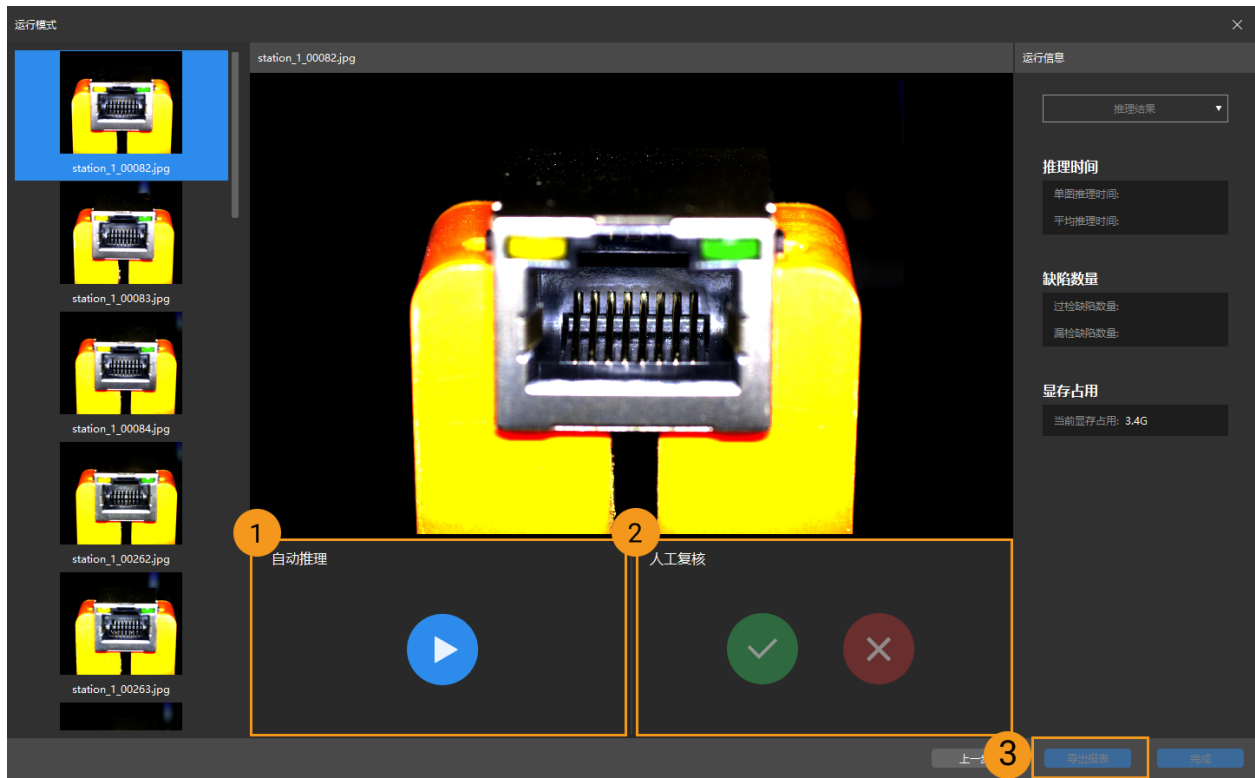 运行模式
station_1_00082.jpg
station_1_00083.jpg
station_1_00084.jpg
station_1_00262.jpg
station_1_00263.jpg
station_1_00082.jpg
1
自动推理
2
人工复核
运行信息
推理结果
推理时间
单图推理时间:
平均推理时间:
缺陷数量
过检缺陷数量:
漏检缺陷数量:
显存占用
当前显存占用: 3.4G
上一
3
导出报表
完成